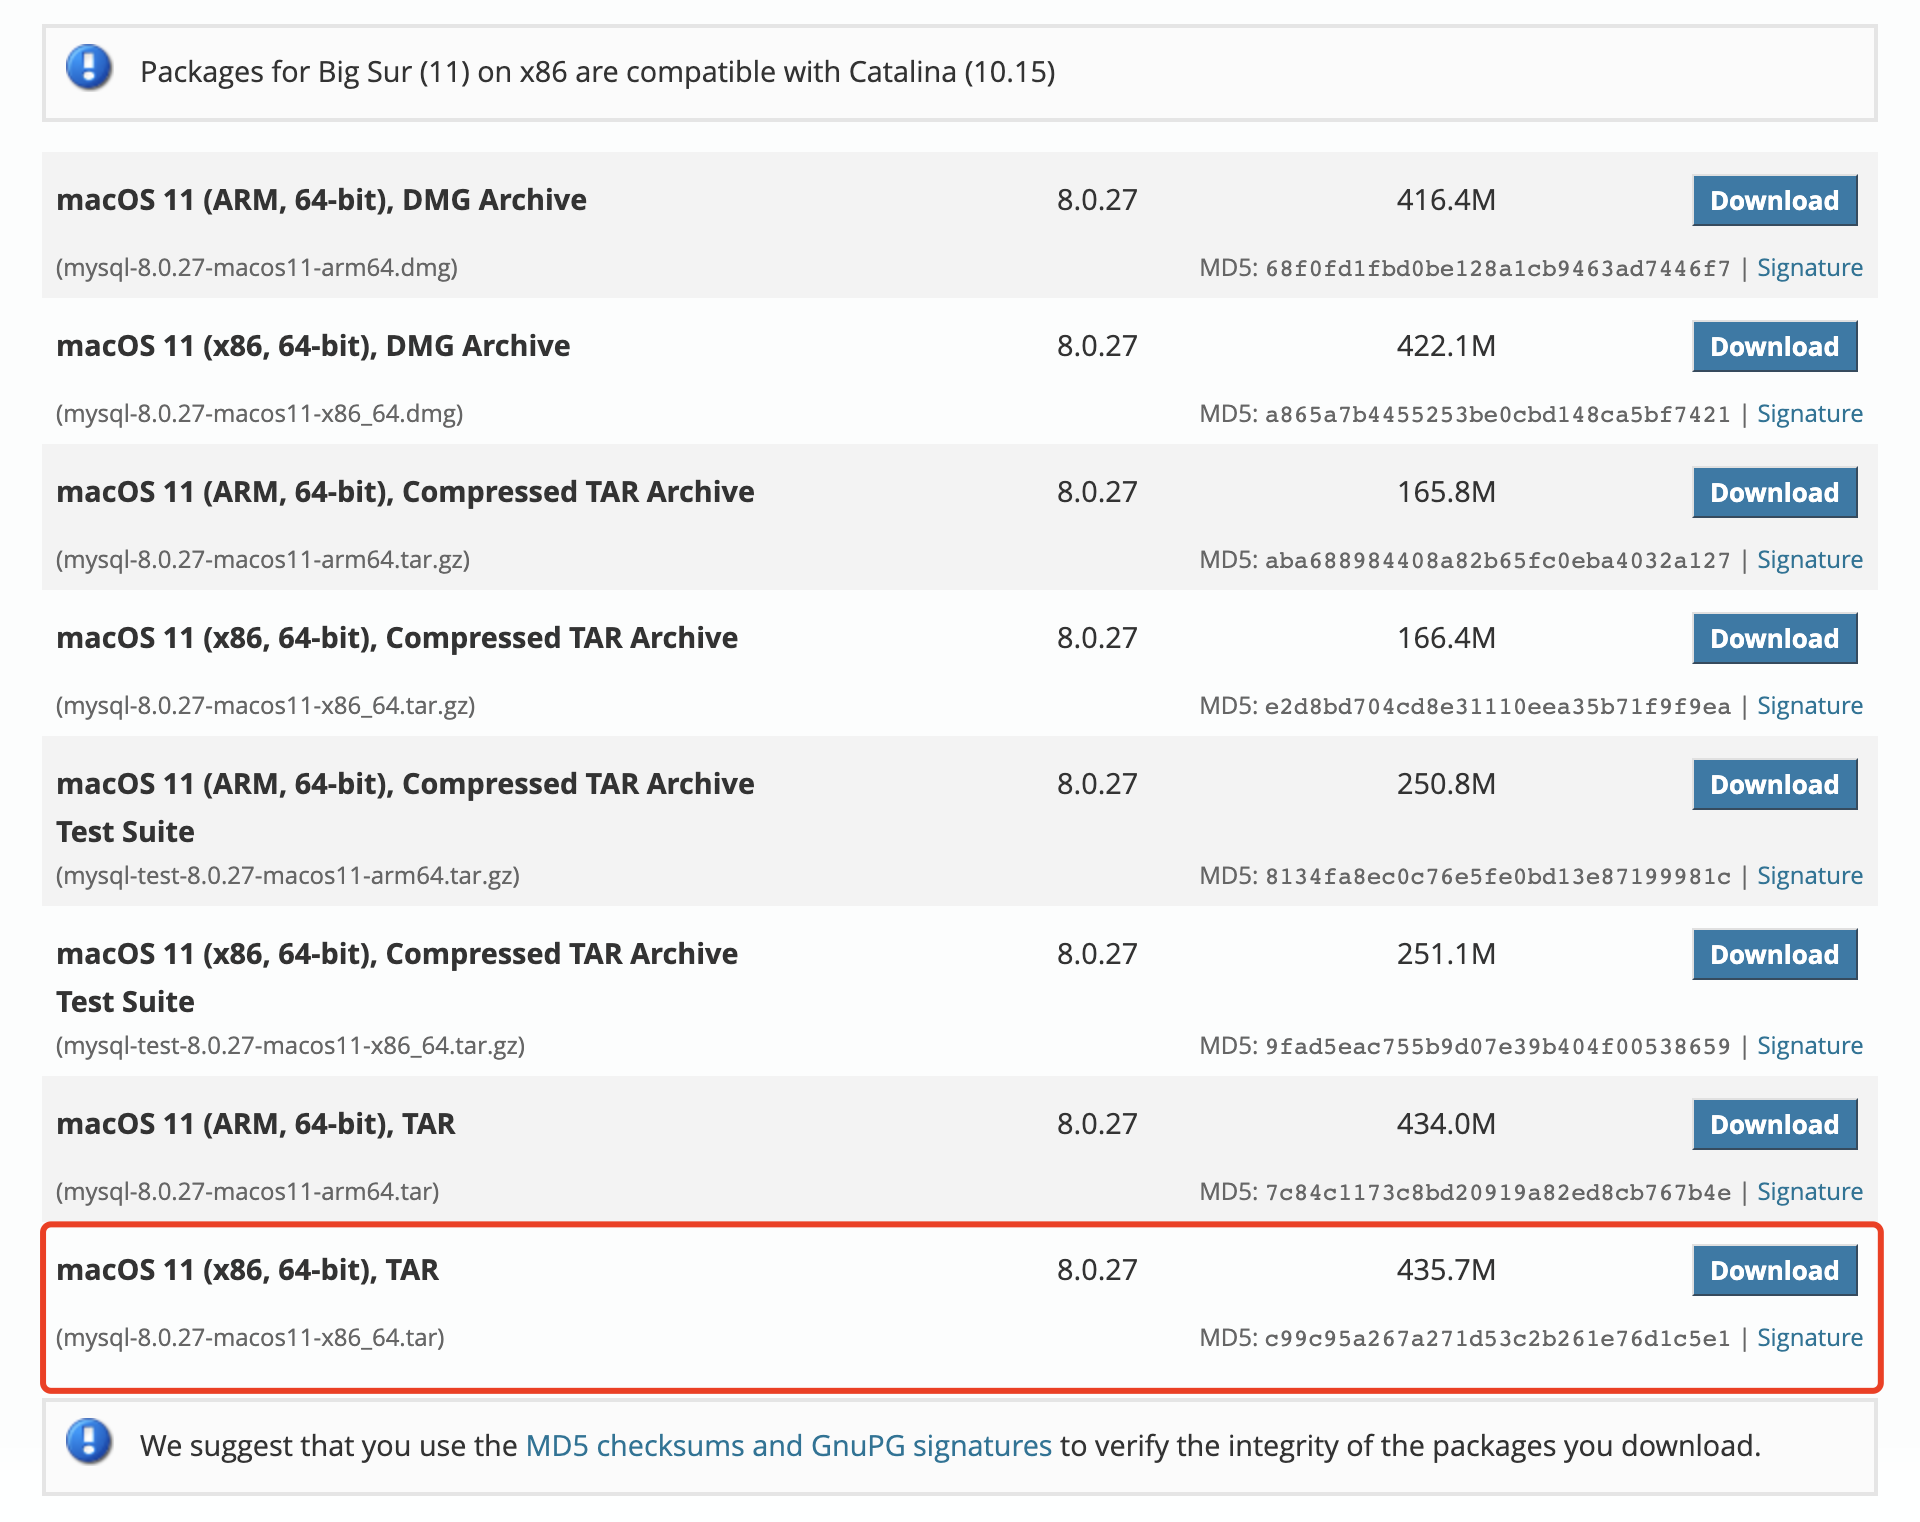 Packages for Big Sur (11) on x86 are compatible with Catalina (10.15)
macOS 11 (ARM, 64-bit), DMG Archive 8.0.27 416.4M Download
(mysql-8.0.27-macos11-arm64.dmg) MD5: 68f0fd1fbd0be128a1cb9463ad7446f7 | Signature
macOS 11 (x86, 64-bit), DMG Archive 8.0.27 422.1M Download
(mysql-8.0.27-macos11-x86_64.dmg) MD5: a865a7b4455253be0cbd148ca5bf7421 | Signature
macOS 11 (ARM, 64-bit), Compressed TAR Archive 8.0.27 165.8M Download
(mysql-8.0.27-macos11-arm64.tar.gz) MD5: aba688984408a82b65fc0eba4032a127 | Signature
macOS 11 (x86, 64-bit), Compressed TAR Archive 8.0.27 166.4M Download
(mysql-8.0.27-macos11-x86_64.tar.gz) MD5: e2d8bd704cd8e31110eea35b71f9f9ea | Signature
macOS 11 (ARM, 64-bit), Compressed TAR Archive 8.0.27 250.8M Download
Test Suite
(mysql-test-8.0.27-macos11-arm64.tar.gz) MD5: 8134fa8ec0c76e5fe0bd13e87199981c | Signature
macOS 11 (x86, 64-bit), Compressed TAR Archive 8.0.27 251.1M Download
Test Suite
(mysql-test-8.0.27-macos11-x86_64.tar.gz) MD5: 9fad5eac755b9d07e39b404f00538659 | Signature
macOS 11 (ARM, 64-bit), TAR 8.0.27 434.0M Download
(mysql-8.0.27-macos11-arm64.tar) MD5: 7c84c1173c8bd20919a82ed8cb767b4e | Signature
macOS 11 (x86, 64-bit), TAR 8.0.27 435.7M Download
(mysql-8.0.27-macos11-x86_64.tar) MD5: c99c95a267a271d53c2b261e76d1c5e1 | Signature
We suggest that you use the MD5 checksums and GnuPG signatures to verify the integrity of the packages you download.